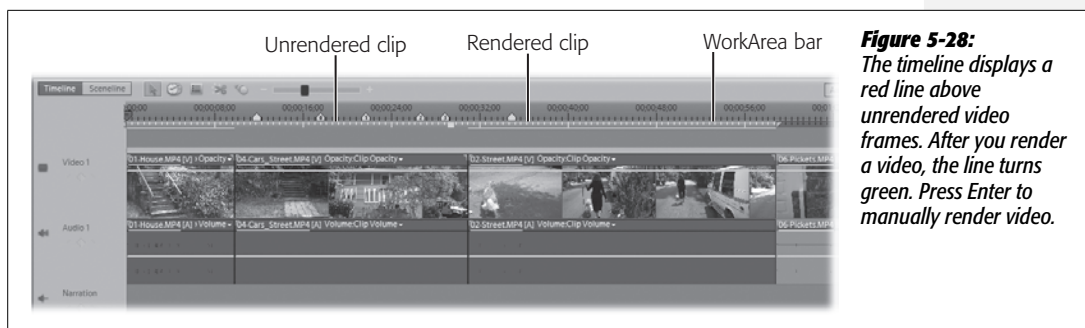 Unrendered clip
Rendered clip
WorkArea bar
Figure 5-28:
The timeline displays a
red line above
unrendered video
frames. After you render
a video, the line turns
green. Press Enter to
manually render video.
Timeline Sceneline
00;00 00;00;08;00 00;00;16;00 00;00;24;00 00;00;32;00 00;00;40;00 00;00;48;00 00;00;56;00
Video 1
01-House.MP4 [V] Opacity 04-Cars_Street.MP4 [V] Opacity:Clip Opacity 02-Street.MP4 [V] Opacity:Clip Opacity 06-Pickets.MP4
Audio 1
01-House.MP4 [A] Volume 04-Cars_Street.MP4 [A] Volume:Clip Volume 02-Street.MP4 [A] Volume:Clip Volume 06-Pickets.MP4
Narration